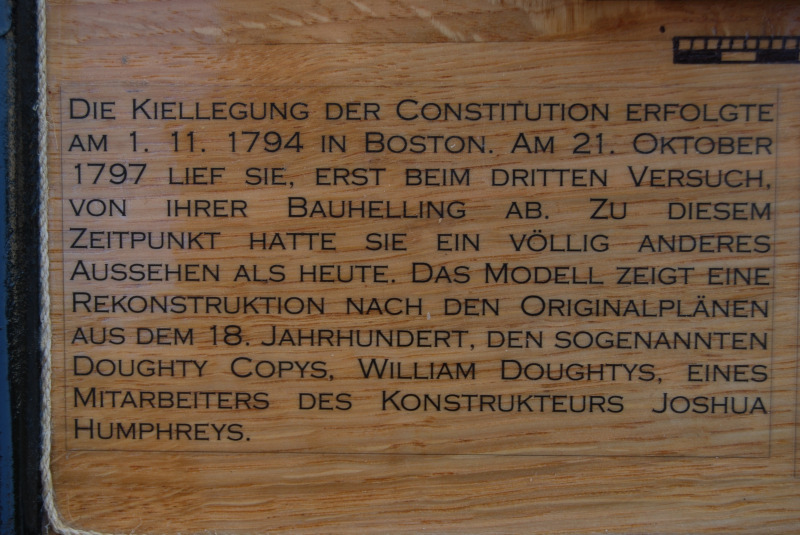 Die Kiellegung der Constitution erfolgte
am 1. 11. 1794 in Boston. Am 21. Oktober
1797 lief sie, erst beim dritten Versuch,
von ihrer Bauhelling ab. Zu diesem
Zeitpunkt hatte sie ein völlig anderes
Aussehen als heute. Das Modell zeigt eine
Rekonstruktion nach den Originalplänen
aus dem 18. Jahrhundert, den sogenannten
Doughty Copys, William Doughtys, eines
Mitarbeiters des Konstrukteurs Joshua
Humphreys.